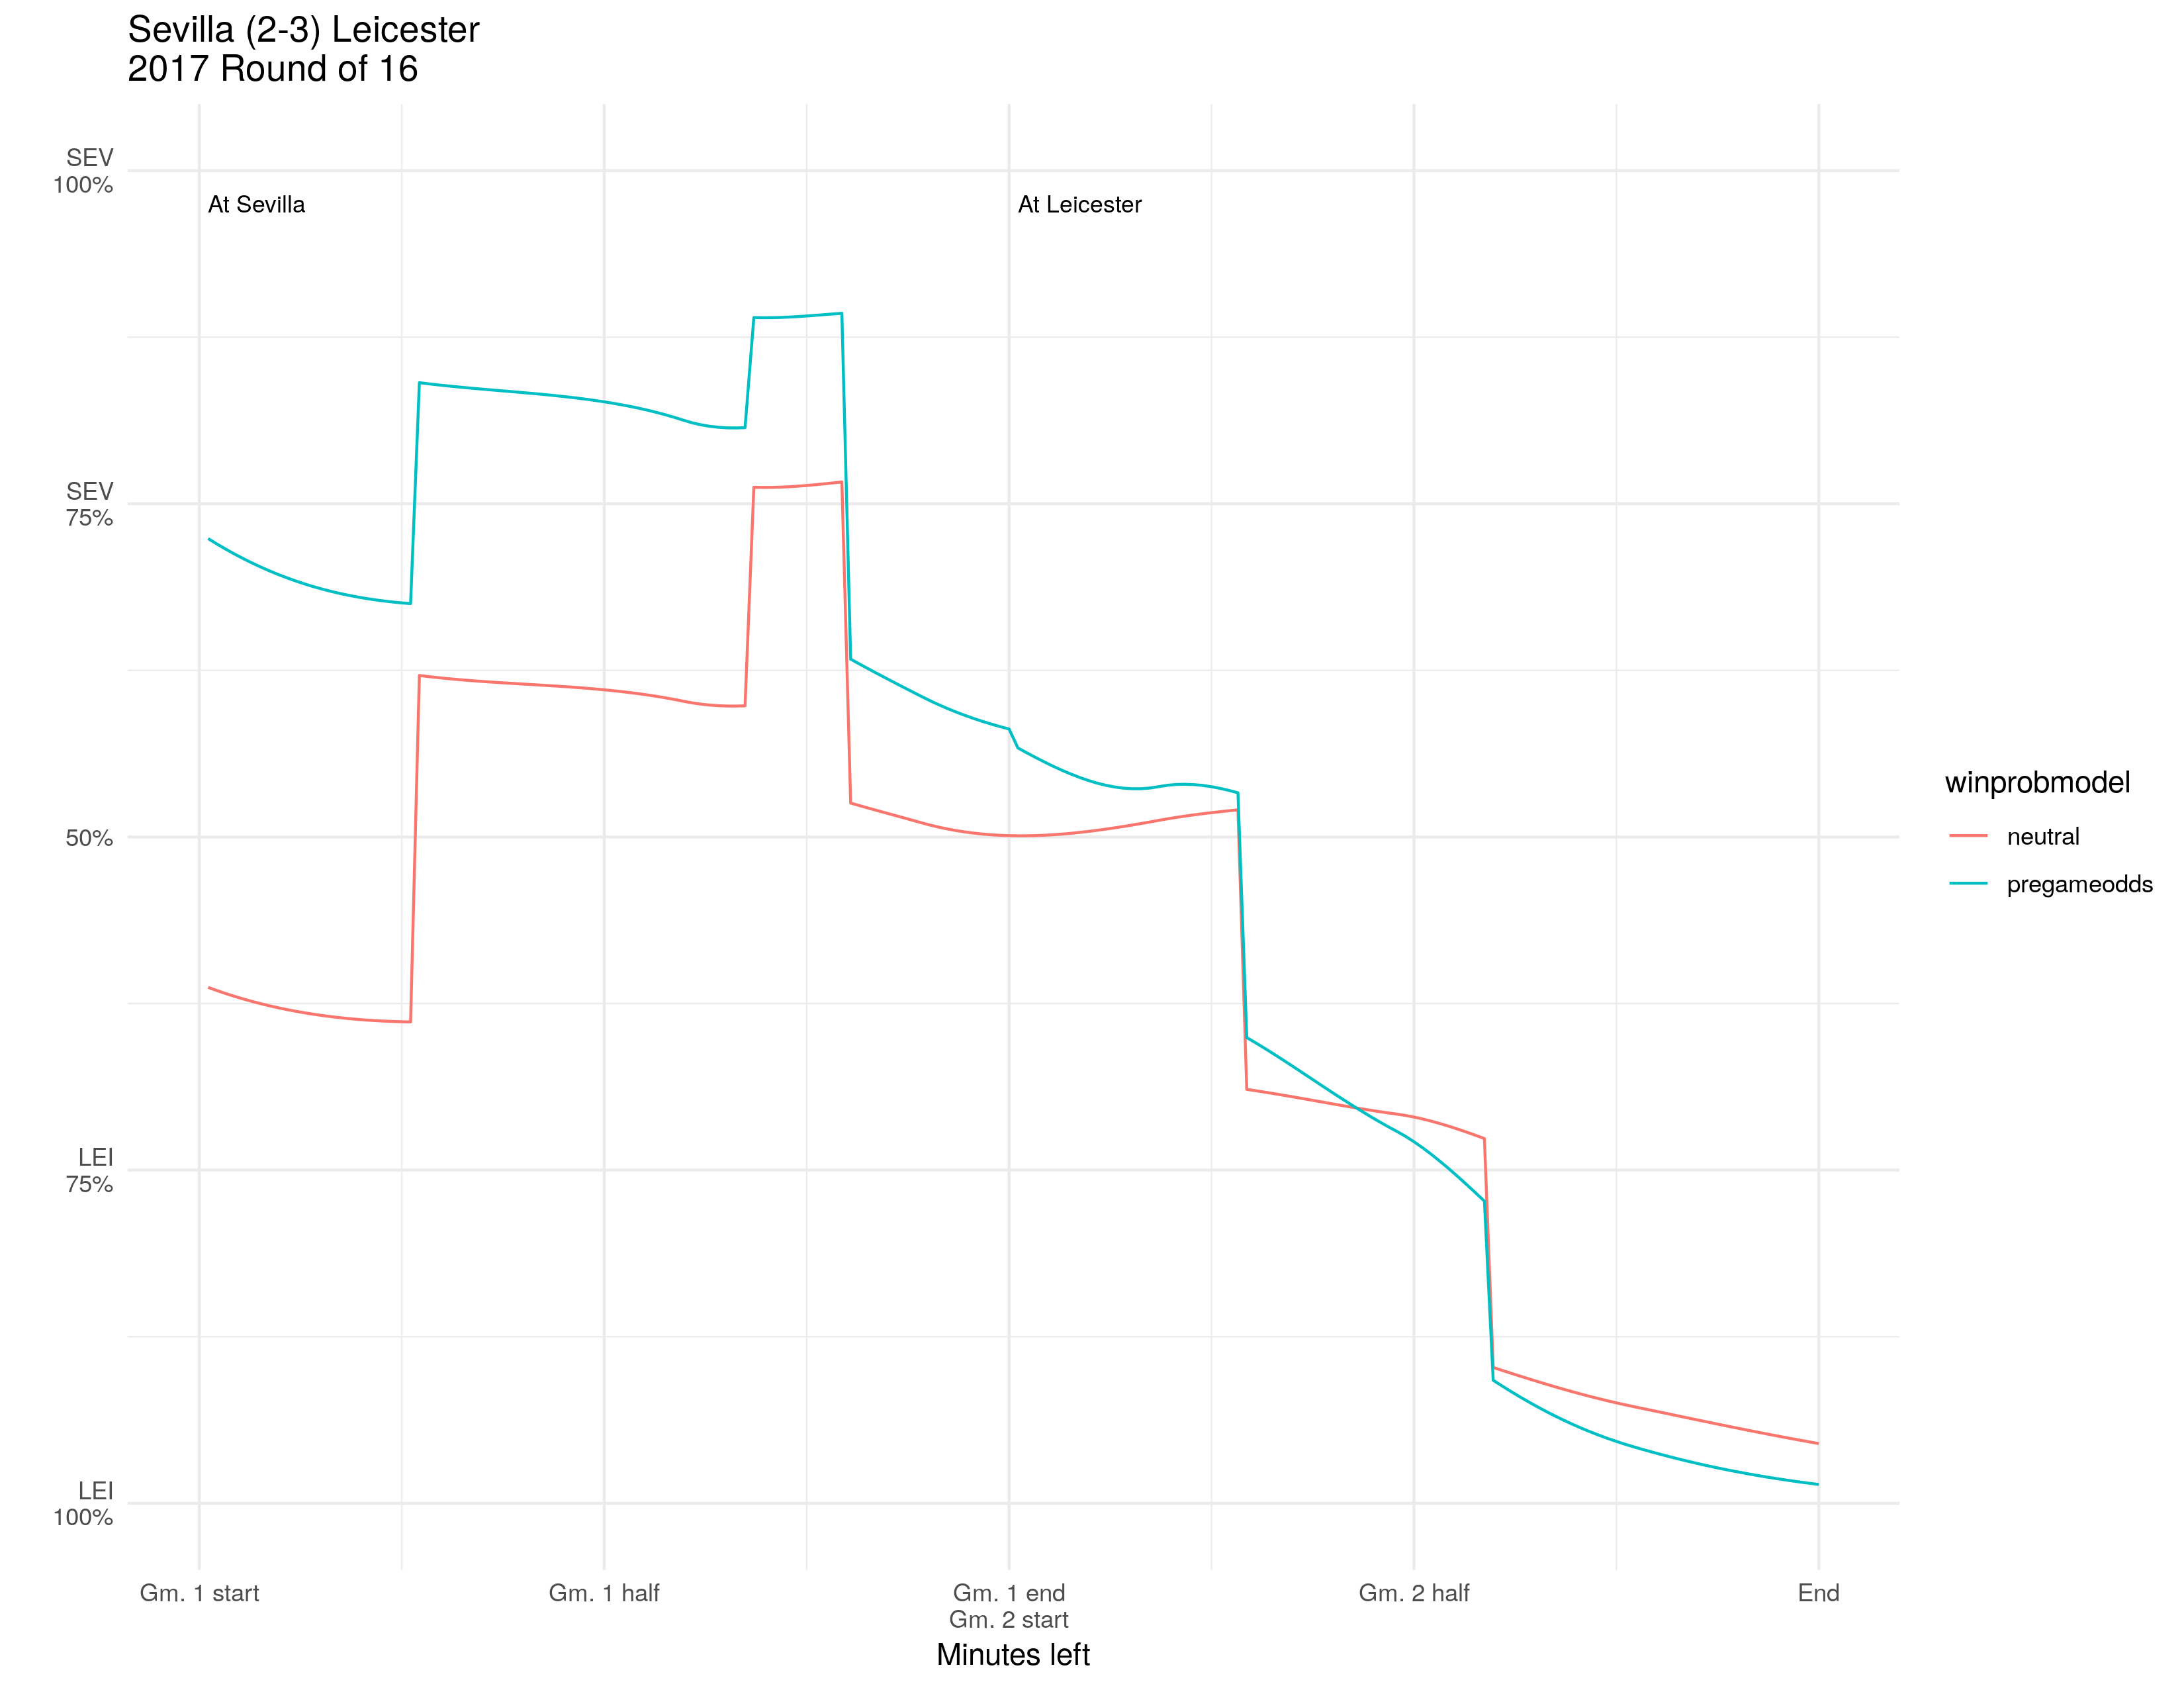 Sevilla (2-3) Leicester
2017 Round of 16
SEV
100%
At Sevilla
At Leicester
SEV
75%
50%
LEI
75%
LEI
100%
winprobmodel
neutral
pregameodds
Gm. 1 start
Gm. 1 half
Gm. 1 end
Gm. 2 start
Gm. 2 half
End
Minutes left